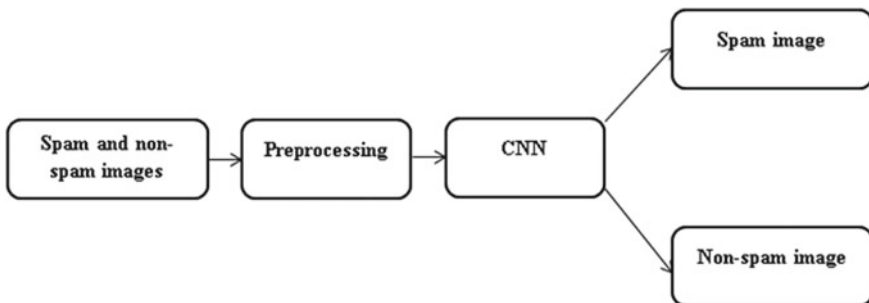 Spam image
Spam and non-
spam images
Preprocessing
CNN
Non-spam image